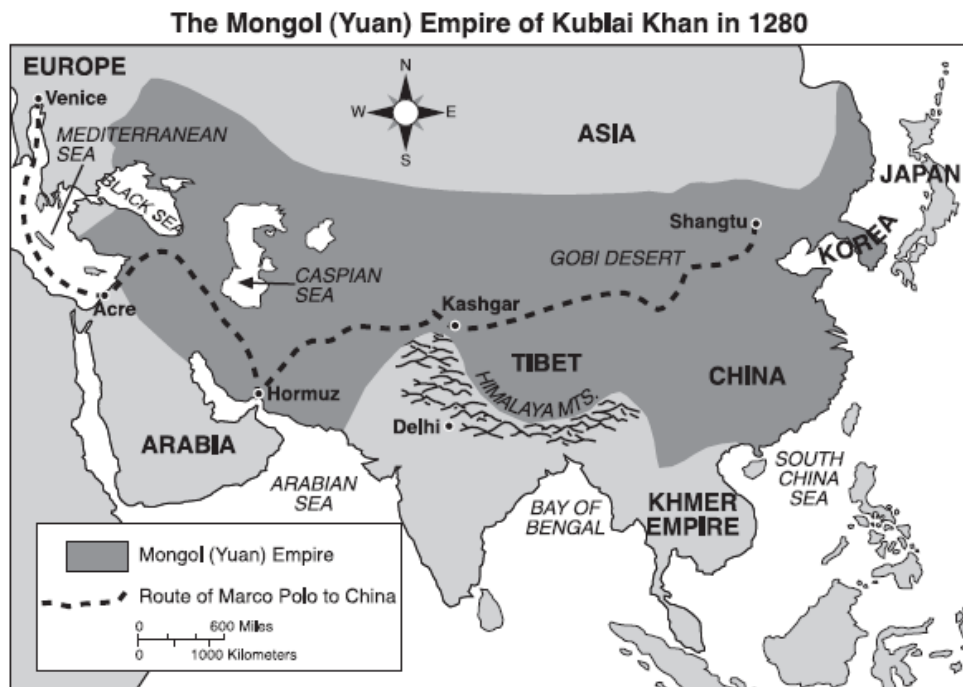 The Mongol (Yuan) Empire of Kublai Khan in 1280
EUROPE
Venice
N
W
E
S
MEDITERRANEAN
SEA
ASIA
BLACK SEA
JAPAN
Shangtu
KOREA
GOBI DESERT
CASPIAN
SEA
Acre
Kashgar
TIBET
CHINA
HIMALAYA MTS.
Hormuz
Delhi
ARABIA
ARABIAN
SEA
SOUTH
CHINA
SEA
BAY OF
BENGAL
KHMER
EMPIRE
Mongol (Yuan) Empire
Route of Marco Polo to China
0 600 Miles
0 1000 Kilometers